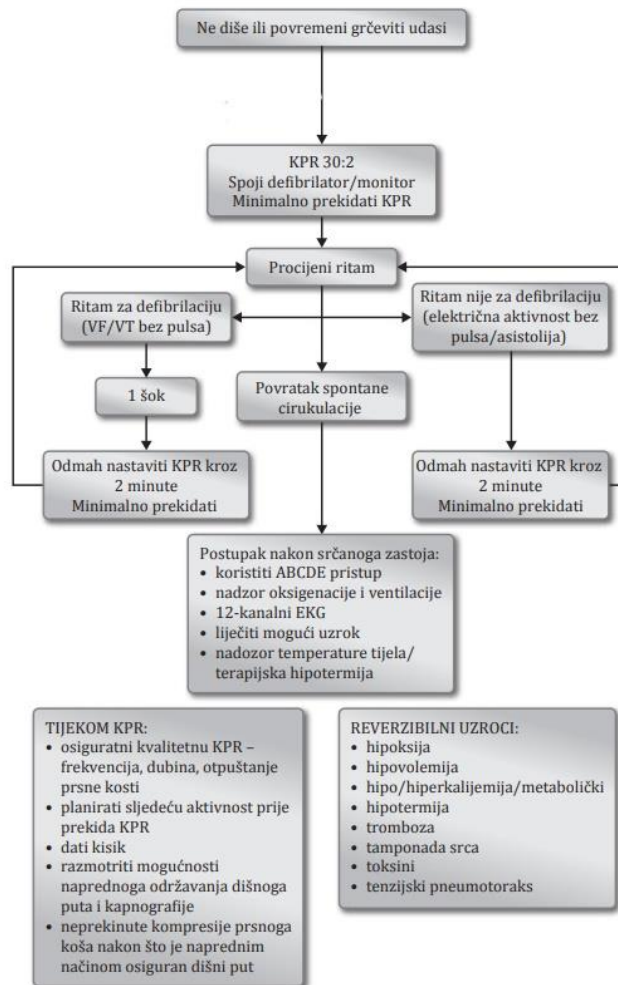 Ne diše ili povremeni grčeviti udasi
KPR 30:2
Spoji defibrilator/monitor
Minimalno prekidati KPR
Procijeni ritam
Ritam za defibrilaciju
(VF/VT bez pulsa)
Ritam nije za defibrilaciju
(električna aktivnost bez
pulsa/asistolija)
1 šok
Povratak spontane
cirukulacije
Odmah nastaviti KPR kroz
2 minute
Minimalno prekidati
Odmah nastaviti KPR kroz
2 minute
Minimalno prekidati
Postupak nakon srčanoga zastoja:
• koristiti ABCDE pristup
• nadzor oksigenacije i ventilacije
• 12-kanalni EKG
• liječiti mogući uzrok
• nadozor temperature tijela/
terapijska hipotermija
TIJEKOM KPR:
• osiguratni kvalitetnu KPR –
frekvencija, dubina, otpuštanje
prsne kosti
• planirati sljedeću aktivnost prije
prekida KPR
• dati kisik
• razmotriti mogućnosti
naprednoga održavanja dišnoga
puta i kapnografije
• neprekinute kompresije prsnoga
koša nakon što je naprednim
načinom osiguran dišni put
REVERZIBILNI UZROCI:
• hipoksija
• hipovolemija
• hipo/hiperkalijemija/metabolički
• hipotermija
• tromboza
• tamponada srca
• toksini
• tenzijski pneumotoraks